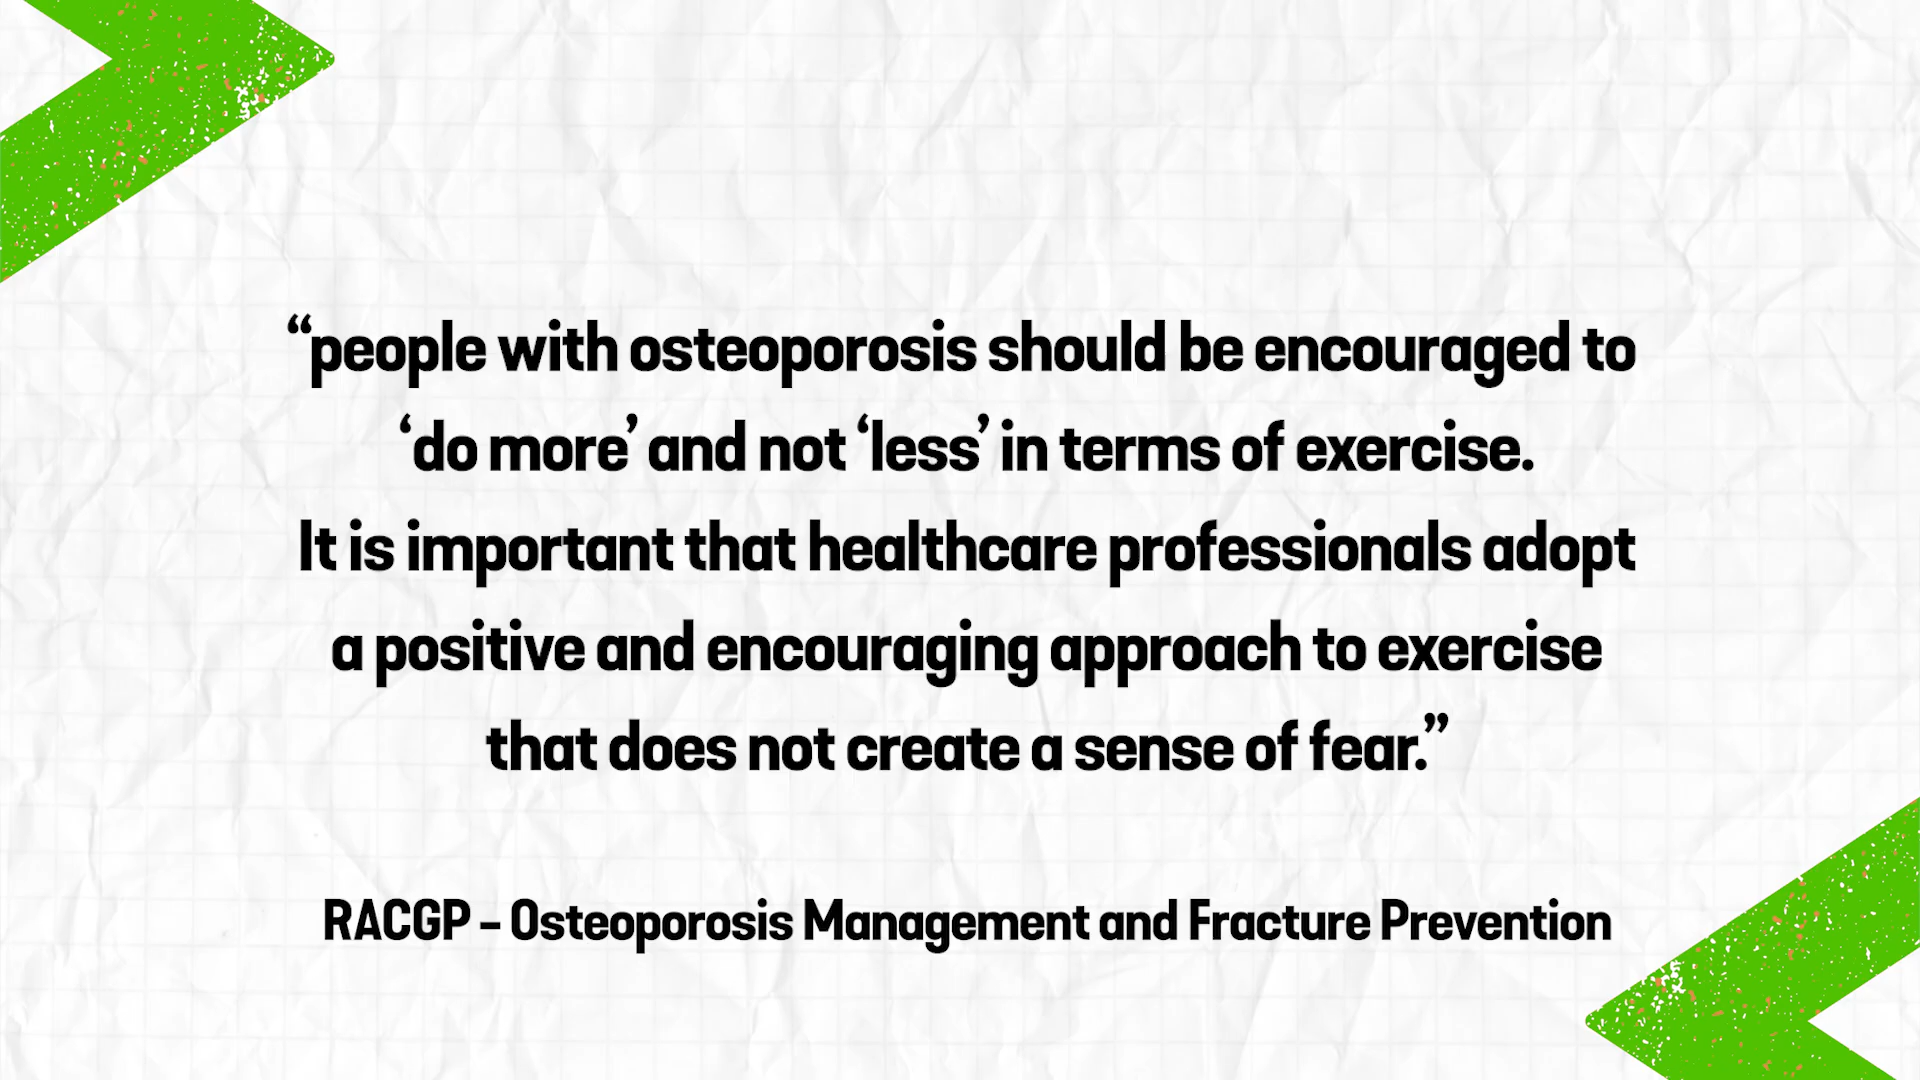 “people with osteoporosis should be encouraged to
‘do more’ and not ‘less’ in terms of exercise.
It is important that healthcare professionals adopt
a positive and encouraging approach to exercise
that does not create a sense of fear.”
RACGP – Osteoporosis Management and Fracture Prevention